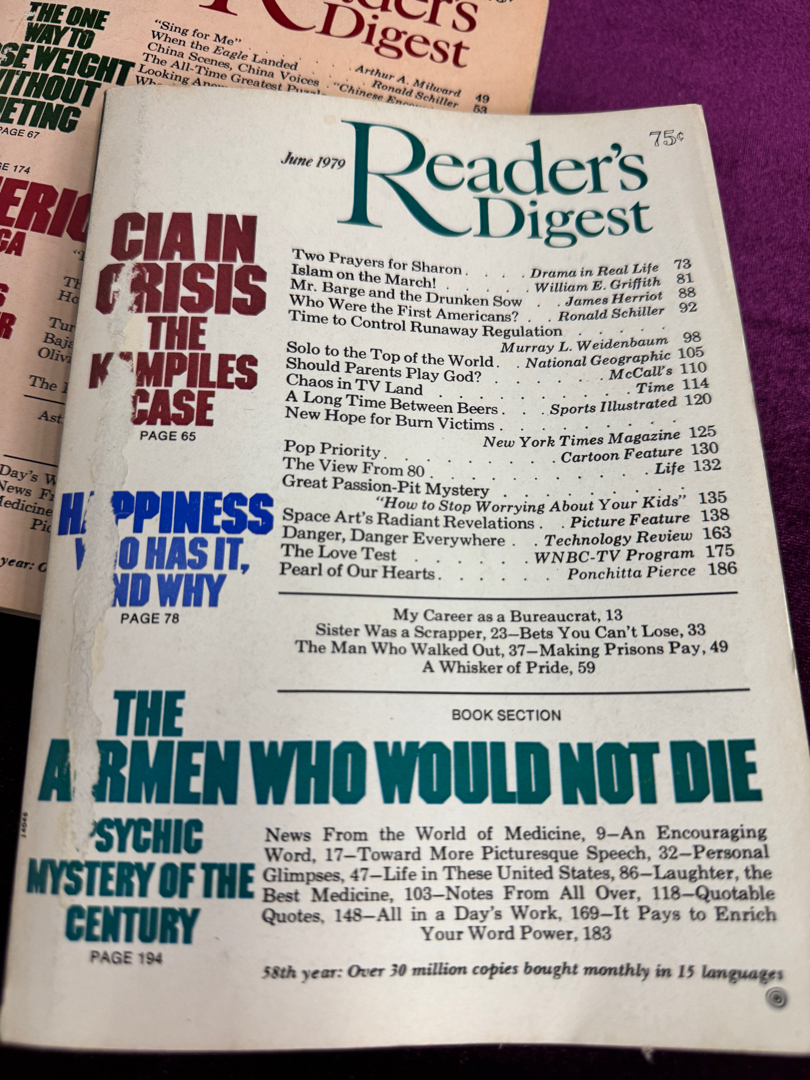 THE ONE
WAY TO
SE WEIGHT
ITHOUT
ETING
PAGE 67
E 174
Reader's
Digest
"Sing for Me" . . . Arthur A. Milward 49
When the Eagle Landed . . Ronald Schiller 53
China Scenes, China Voices
The All-Time Greatest
Looking
year:
June 1979
Reader's
Digest
75¢
CIA IN
CRISIS
THE
KAMPILES
CASE
PAGE 65
HAPPINESS
WHO HAS IT,
AND WHY
PAGE 78
Two Prayers for Sharon . . . . Drama in Real Life 73
Islam on the March! . . . . . William E. Griffith 81
Mr. Barge and the Drunken Sow . . James Herriot 88
Who Were the First Americans? . . Ronald Schiller 92
Time to Control Runaway Regulation . . . . .
Murray L. Weidenbaum 98
Solo to the Top of the World . . National Geographic 105
Should Parents Play God? . . . . . . McCall's 110
Chaos in TV Land . . . . . . . . . Time 114
A Long Time Between Beers . . . Sports Illustrated 120
New Hope for Burn Victims . . . . . . . .
New York Times Magazine 125
Pop Priority . . . . . . . . Cartoon Feature 130
The View From 80 . . . . . . . . . . Life 132
Great Passion-Pit Mystery . . . . . . . .
"How to Stop Worrying About Your Kids" 135
Space Art's Radiant Revelations . . . Picture Feature 138
Danger, Danger Everywhere . . Technology Review 163
The Love Test . . . . . . WNBC-TV Program 175
Pearl of Our Hearts . . . . . . Ponchitta Pierce 186
My Career as a Bureaucrat, 13
Sister Was a Scrapper, 23—Bets You Can't Lose, 33
The Man Who Walked Out, 37—Making Prisons Pay, 49
A Whisker of Pride, 59
BOOK SECTION
THE
AIRMEN WHO WOULD NOT DIE
PSYCHIC
MYSTERY OF THE
CENTURY
PAGE 194
News From the World of Medicine, 9—An Encouraging
Word, 17—Toward More Picturesque Speech, 32—Personal
Glimpses, 47—Life in These United States, 86—Laughter, the
Best Medicine, 103—Notes From All Over, 118—Quotable
Quotes, 148—All in a Day's Work, 169—It Pays to Enrich
Your Word Power, 183
58th year: Over 30 million copies bought monthly in 15 languages